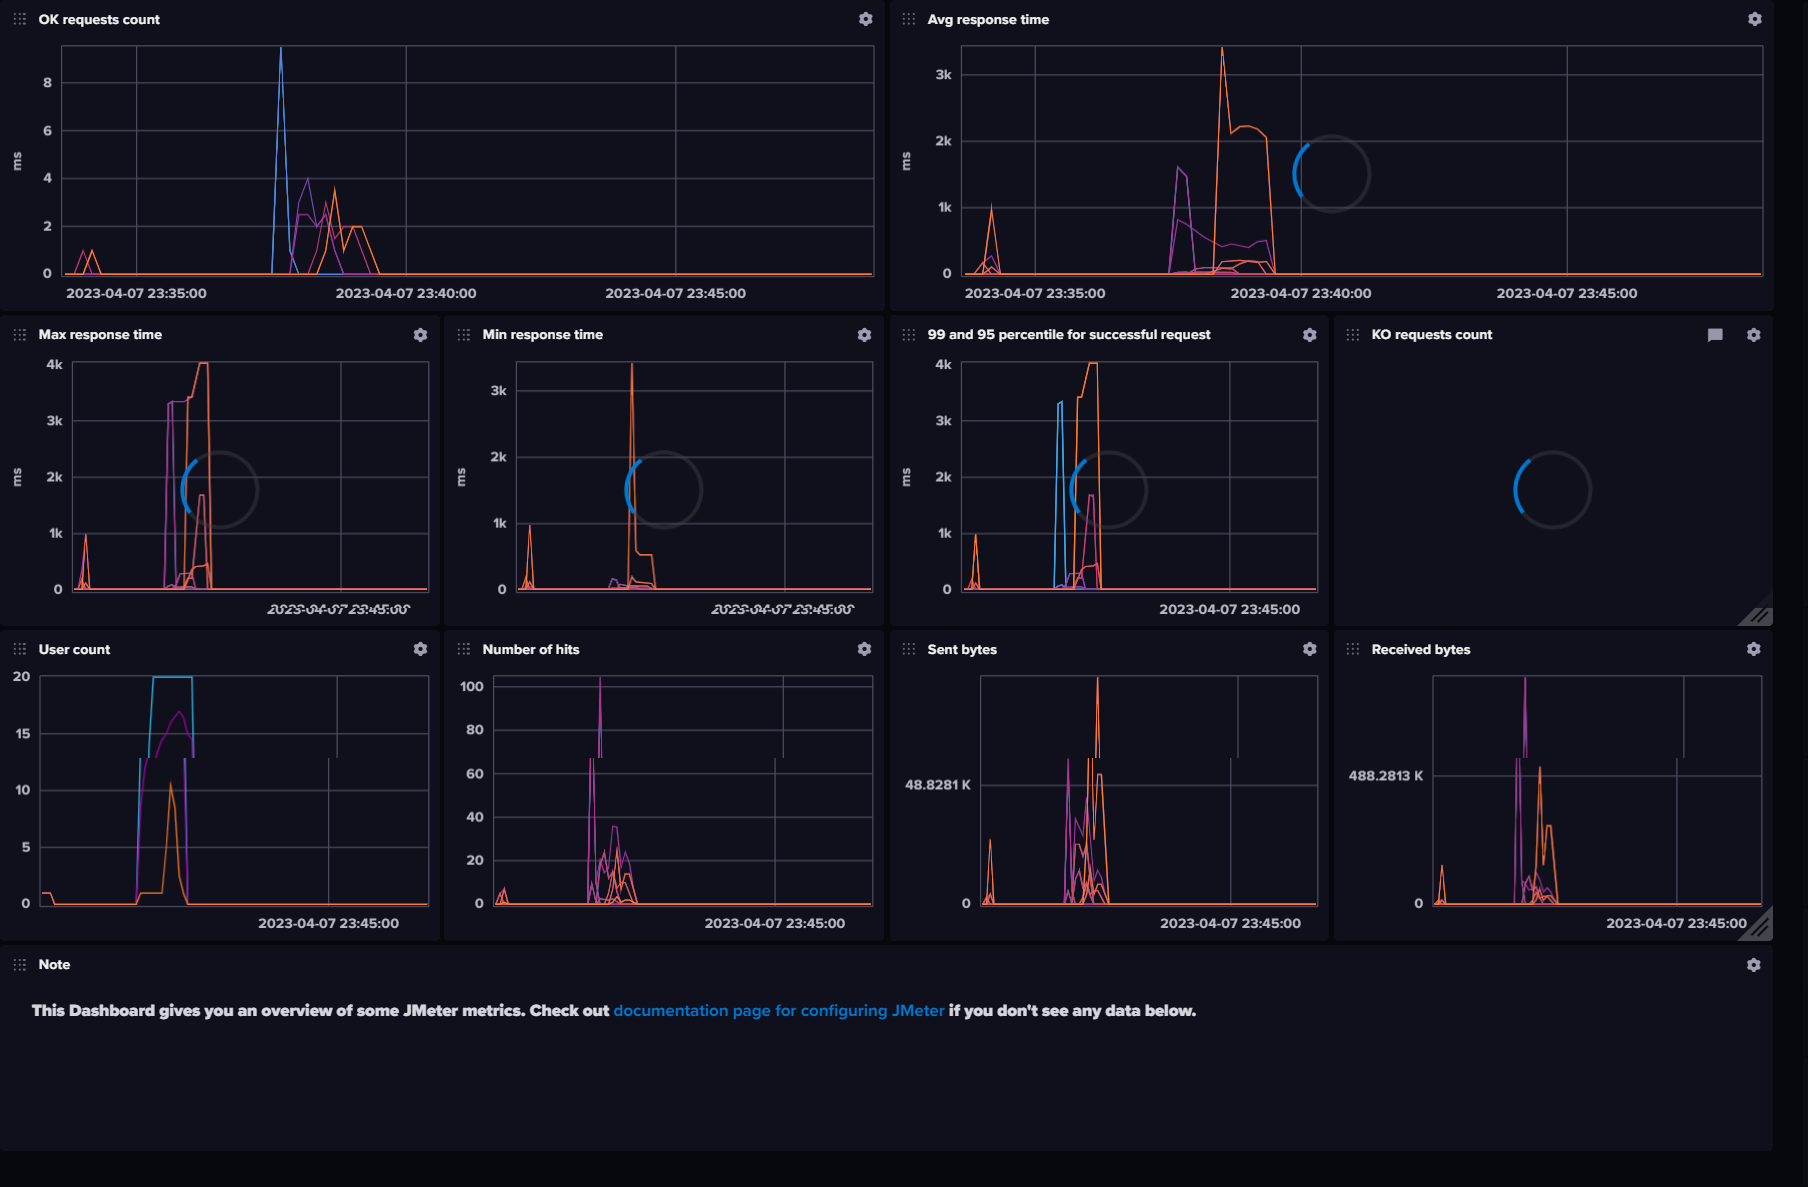 OK requests count
8
6
4
2
0
ms
2023-04-07 23:35:00
2023-04-07 23:40:00
2023-04-07 23:45:00
Avg response time
3k
2k
1k
0
ms
2023-04-07 23:35:00
2023-04-07 23:40:00
2023-04-07 23:45:00
Max response time
4k
3k
2k
1k
0
ms
2023-04-07 23:45:00
Min response time
3k
2k
1k
0
ms
2023-04-07 23:45:00
99 and 95 percentile for successful request
4k
3k
2k
1k
0
ms
2023-04-07 23:45:00
KO requests count
User count
20
15
10
5
0
2023-04-07 23:45:00
Number of hits
100
80
60
40
20
0
2023-04-07 23:45:00
Sent bytes
48.8281 K
0
2023-04-07 23:45:00
Received bytes
488.2813 K
0
2023-04-07 23:45:00
Note
This Dashboard gives you an overview of some JMeter metrics. Check out documentation page for configuring JMeter if you don't see any data below.